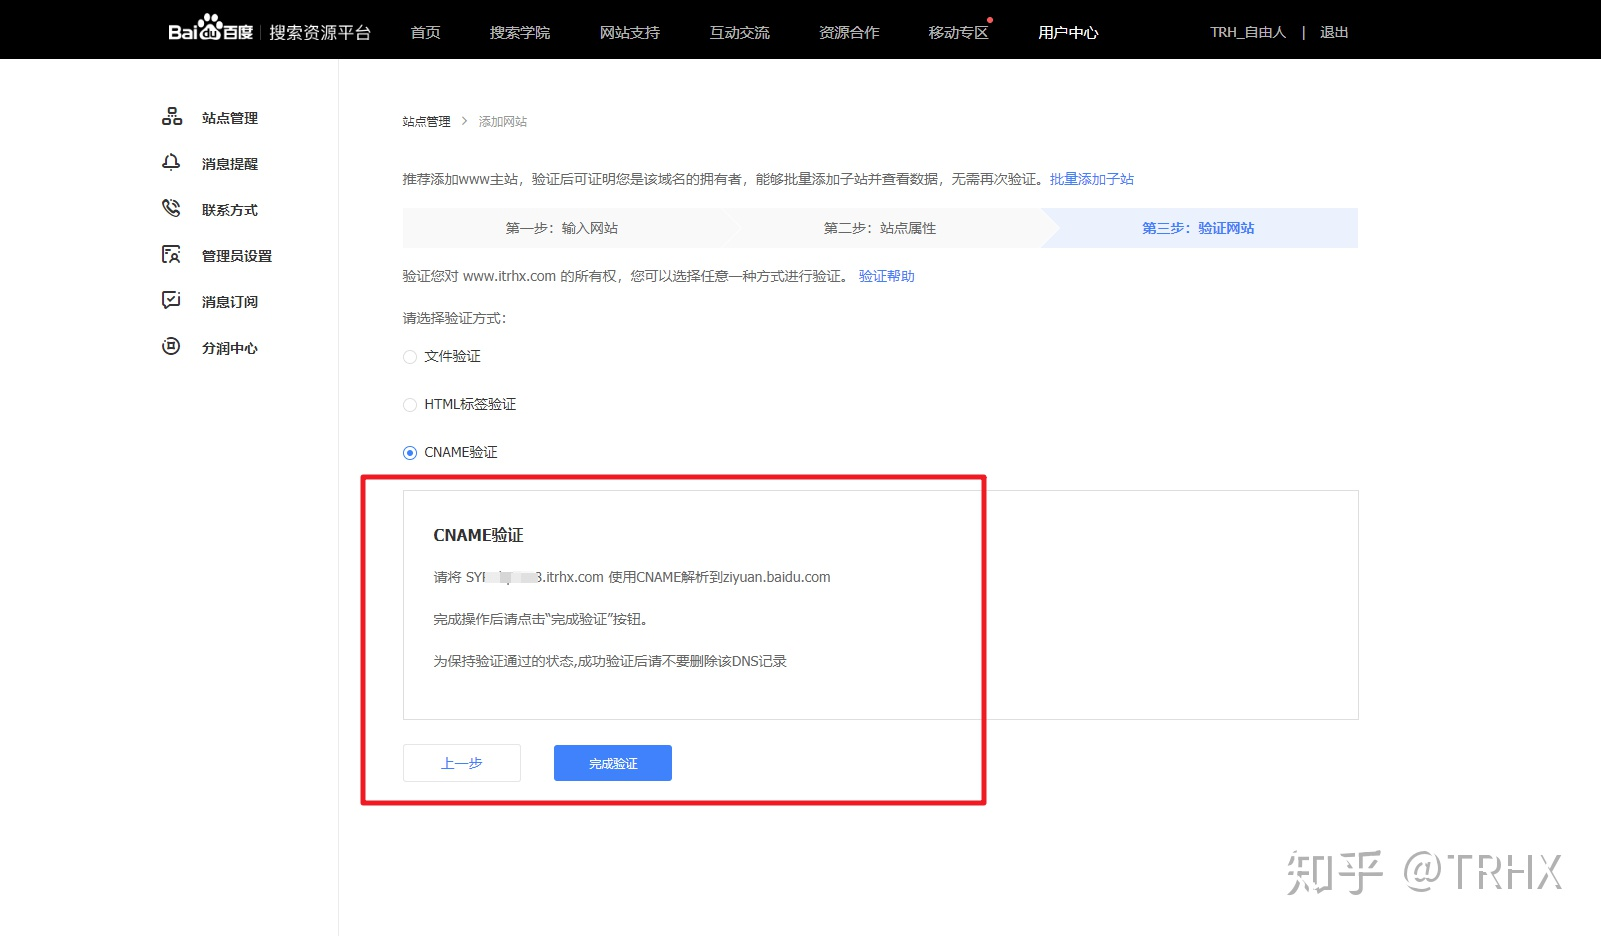 Bai du 百度 搜索资源平台 首页 搜索学院 网站支持 互动交流 资源合作 移动专区 用户中心 TRH_自由人 | 退出
站点管理
消息提醒
联系方式
管理员设置
消息订阅
分润中心
站点管理 > 添加网站
推荐添加www主站，验证后可证明您是该域名的拥有者，能够批量添加子站并查看数据，无需再次验证。批量添加子站
第一步：输入网站 第二步：站点属性 第三步：验证网站
验证您对 www.itrhx.com 的所有权，您可以选择任意一种方式进行验证。 验证帮助
请选择验证方式：
文件验证
HTML标签验证
CNAME验证
CNAME验证
请将 .itrhx.com 使用CNAME解析到ziyuan.baidu.com
完成操作后请点击“完成验证”按钮。
为保持验证通过的状态,成功验证后请不要删除该DNS记录
上一步 完成验证
知乎 @TRHX